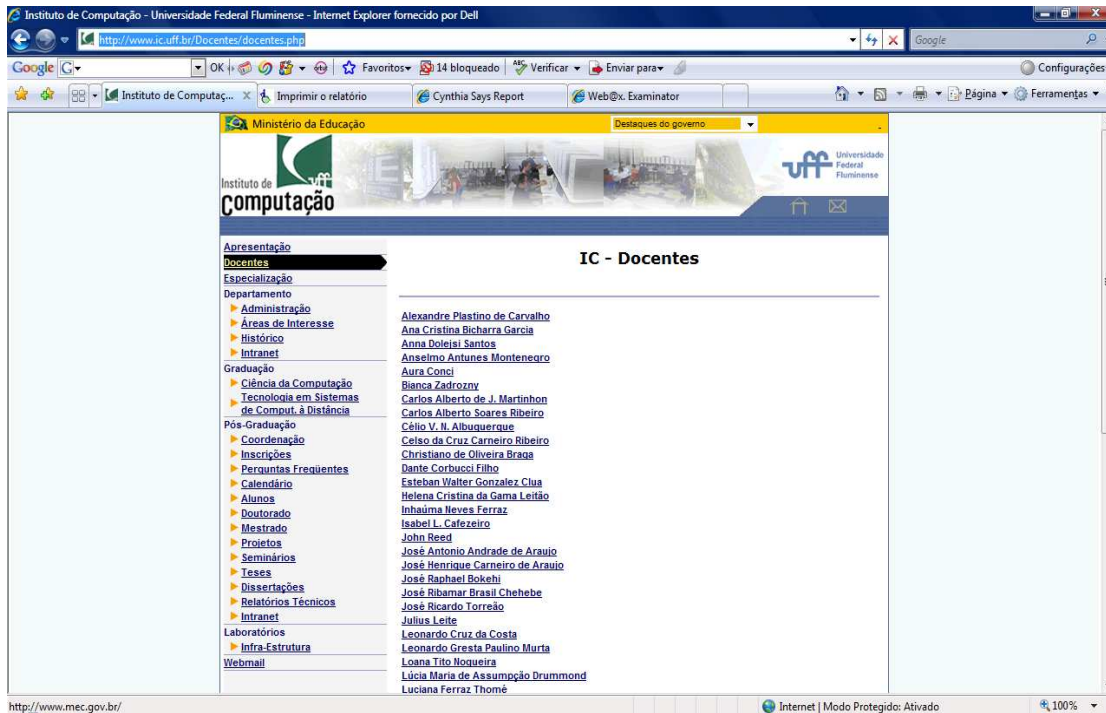 Instituto de Computação - Universidade Federal Fluminense - Internet Explorer fornecido por Dell
http://www.ic.uff.br/Docentes/docentes.php
Google
Google G OK 14 bloqueado Verificar Enviar para Configurações
Favoritos
Instituto de Computaç... X Imprimir o relatório Cynthia Says Report Web@x. Examinator Página Ferramentas
Ministério da Educação Destaques do governo
Instituto de
computação
uff
uff Universidade
Federal
Fluminense
Apresentação
Docentes
Especialização
Departamento
Administração
Áreas de Interesse
Histórico
Intranet
Graduação
Ciência da Computação
Tecnologia em Sistemas
de Comput. à Distância
Pós-Graduação
Coordenação
Inscrições
Perguntas Freqüentes
Calendário
Alunos
Doutorado
Mestrado
Projetos
Seminários
Teses
Dissertações
Relatórios Técnicos
Intranet
Laboratórios
Infra-Estrutura
Webmail
IC - Docentes
Alexandre Plastino de Carvalho
Ana Cristina Bicharra Garcia
Anna Dolejsi Santos
Anselmo Antunes Montenegro
Aura Conci
Bianca Zadrozny
Carlos Alberto de J. Martinhon
Carlos Alberto Soares Ribeiro
Célio V. N. Albuquerque
Celso da Cruz Carneiro Ribeiro
Christiano de Oliveira Braga
Dante Corbucci Filho
Esteban Walter Gonzalez Clua
Helena Cristina da Gama Leitão
Inhaúma Neves Ferraz
Isabel L. Cafezeiro
John Reed
José Antonio Andrade de Araujo
José Henrique Carneiro de Araujo
José Raphael Bokehi
José Ribamar Brasil Chehebe
José Ricardo Torreão
Julius Leite
Leonardo Cruz da Costa
Leonardo Gresta Paulino Murta
Loana Tito Nogueira
Lúcia Maria de Assumpção Drummond
Luciana Ferraz Thomé
http://www.mec.gov.br/ Internet | Modo Protegido: Ativado 100%